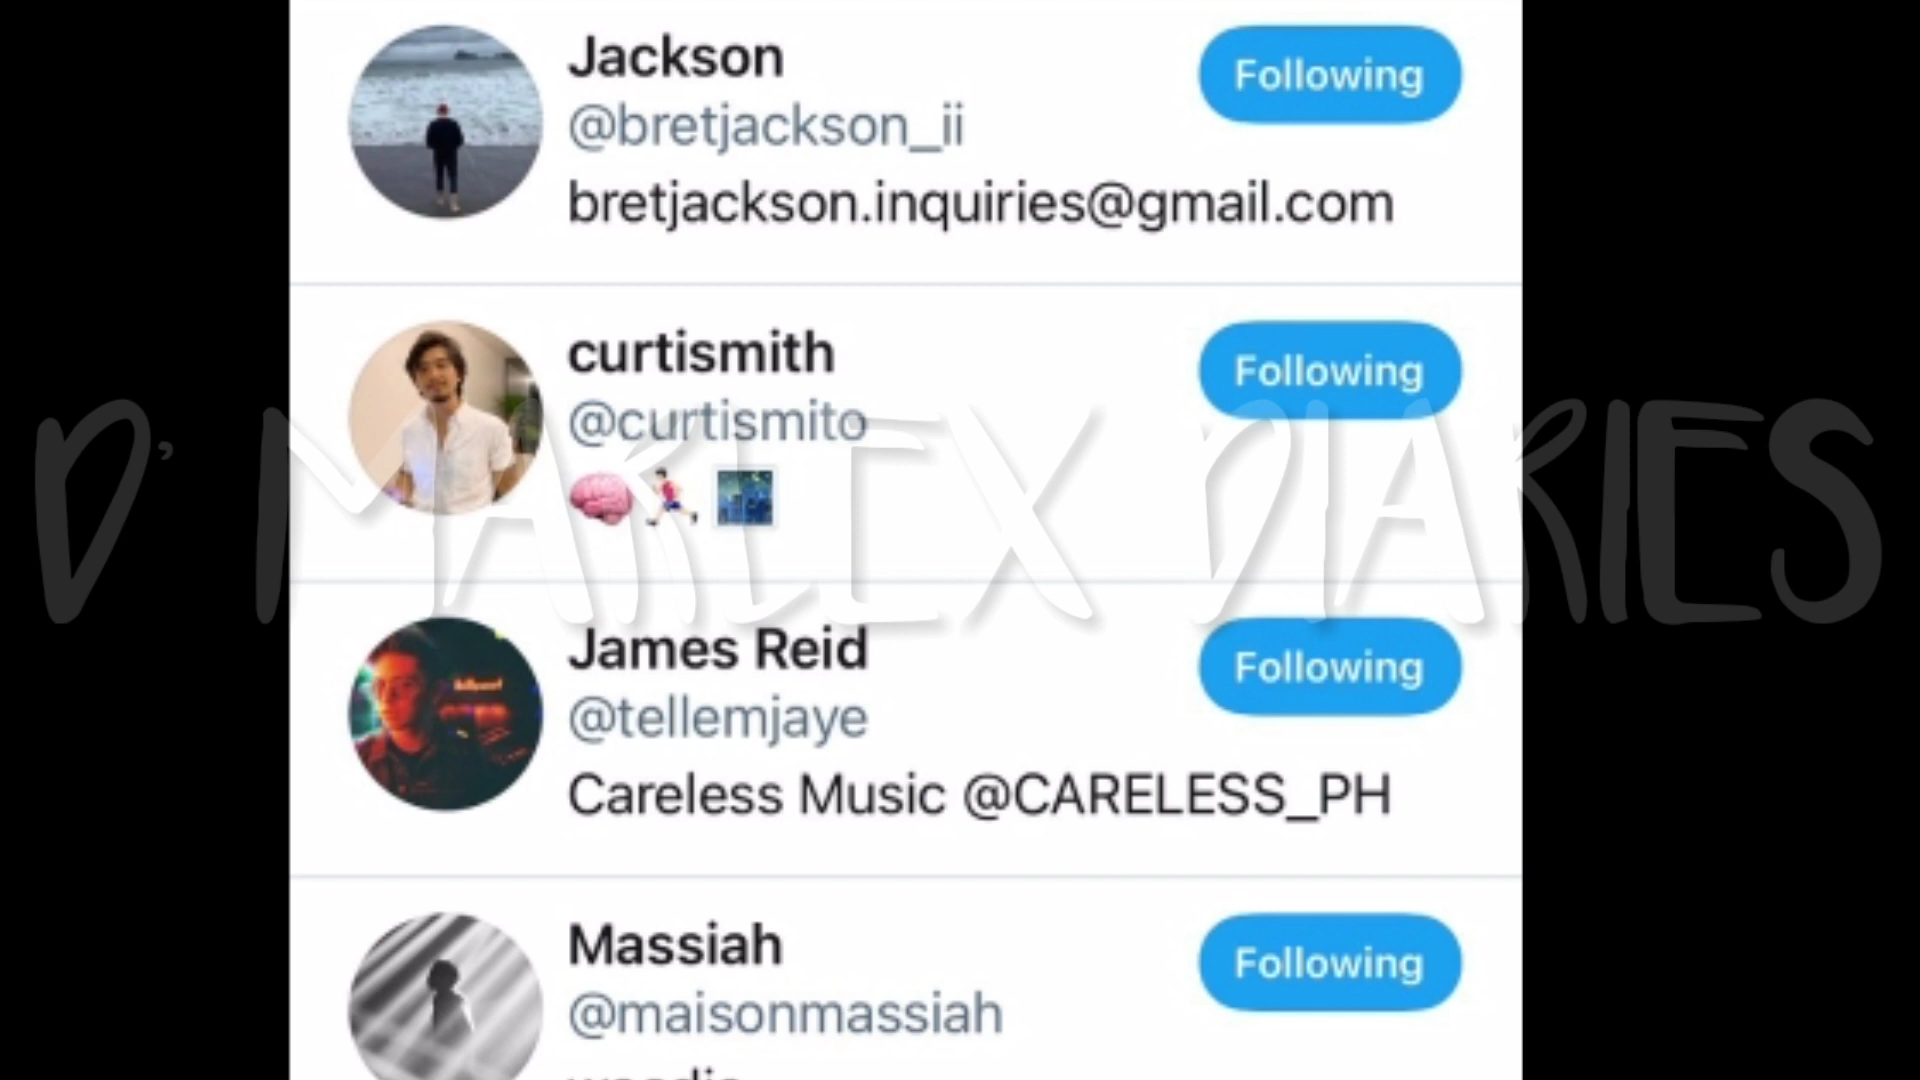 Jackson
Following
@bretjackson_ii
bretjackson.inquiries@gmail.com
curtismith
Following
@curtismito
D' MARLEX DIARIES
James Reid
Following
@tellemjaye
Careless Music @CARELESS_PH
Massiah
Following
@maisonmassiah